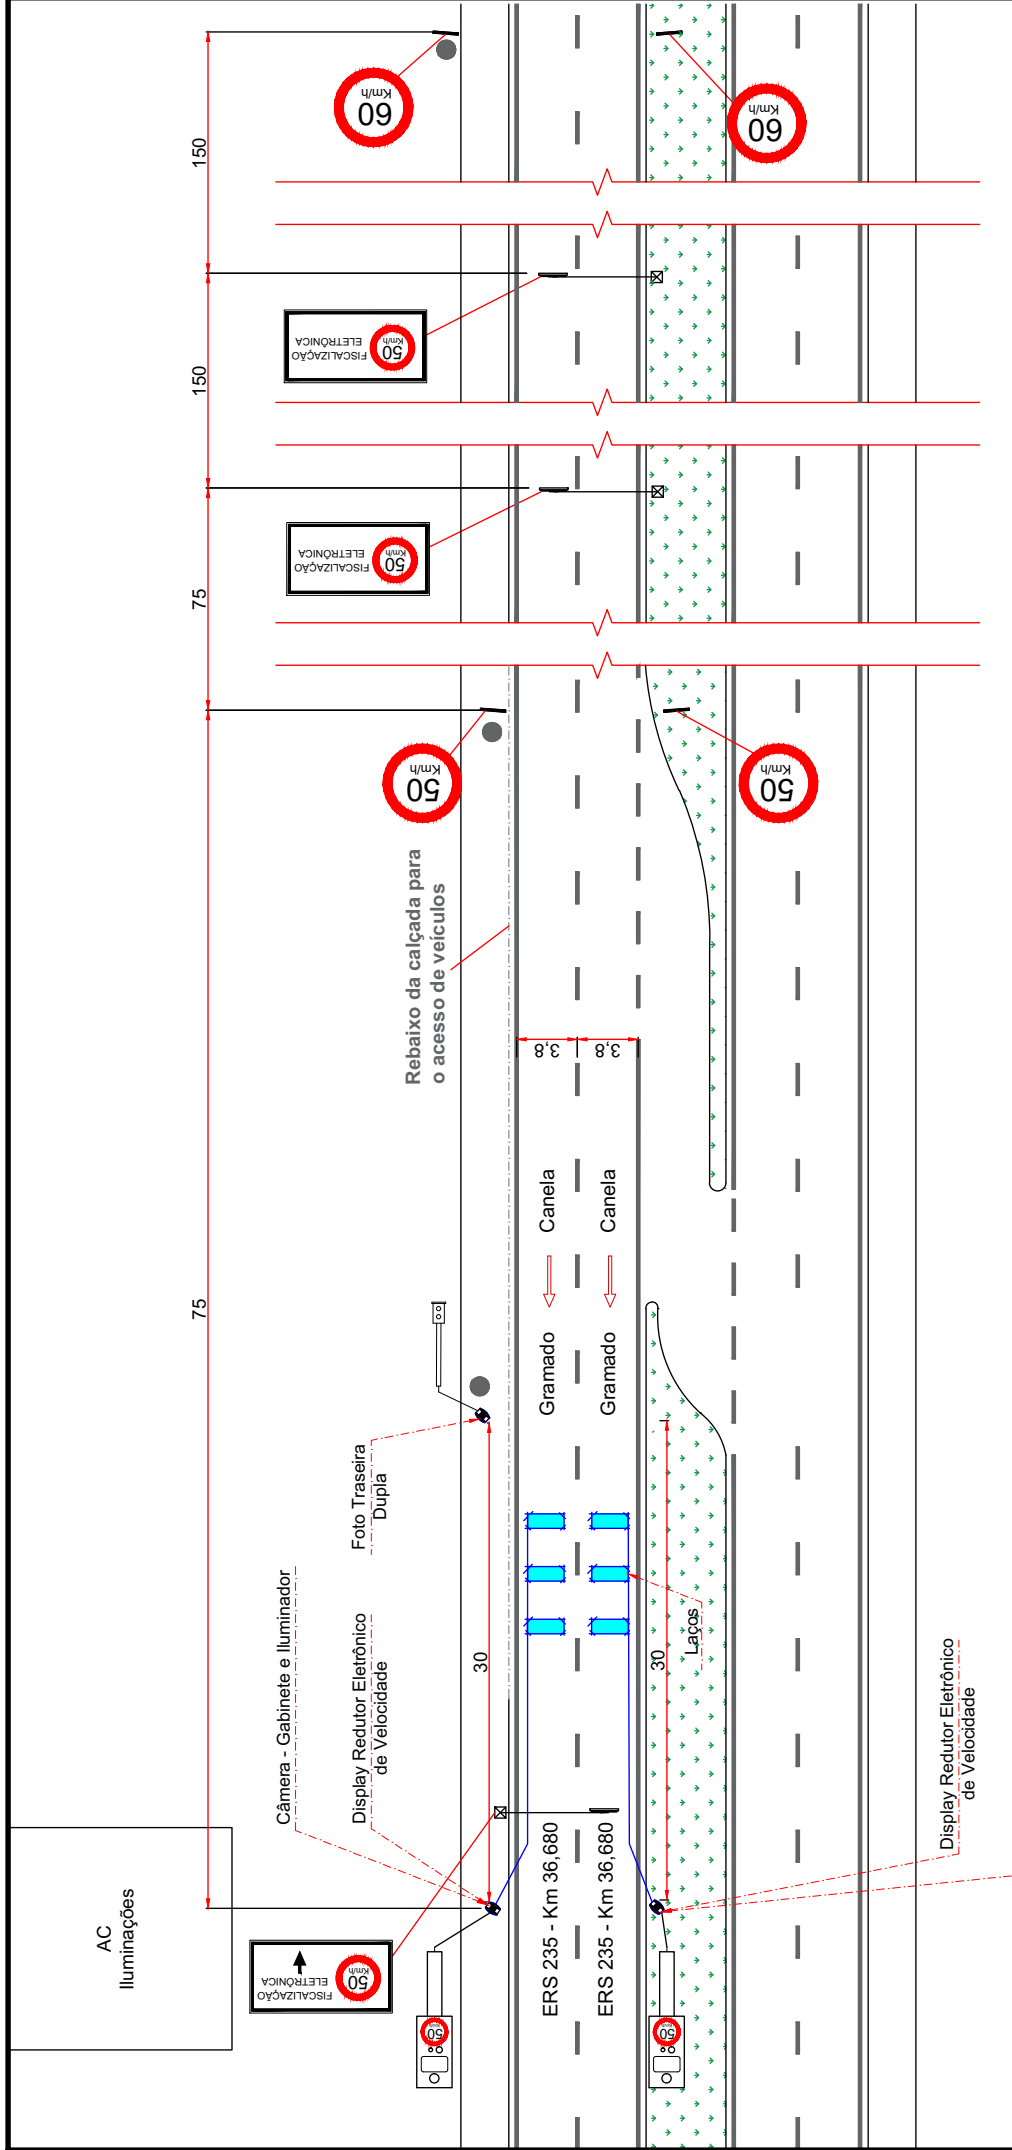 60
Km/h
60
Km/h
150
FISCALIZAÇÃO
ELETRÔNICA
50
Km/h
150
FISCALIZAÇÃO
ELETRÔNICA
50
Km/h
75
50
Km/h
50
Km/h
Rebaixo da calçada para
o acesso de veículos
3,8
3,8
Canela
Canela
Gramado
Gramado
75
Foto Traseira
Dupla
Câmera - Gabinete e Iluminador
Display Redutor Eletrônico
de Velocidade
30
30
Laços
Display Redutor Eletrônico
de Velocidade
ERS 235 - Km 36,680
ERS 235 - Km 36,680
AC
Iluminações
FISCALIZAÇÃO
ELETRÔNICA
50
Km/h
50
Km/h
50
Km/h